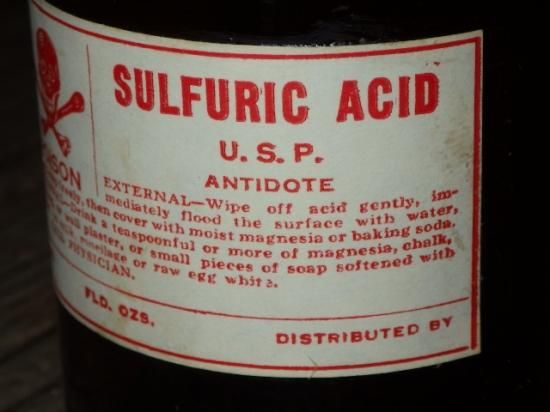 SULFURIC ACID
U. S. P.
ANTIDOTE
EXTERNAL—Wipe off acid gently, im-
mediately flood the surface with water,
then cover with moist magnesia or baking soda.
Drink a teaspoonful or more of magnesia, chalk,
plaster, or small pieces of soap softened with
or raw egg white.
PHYSICIAN.
FLD. OZS.
DISTRIBUTED BY